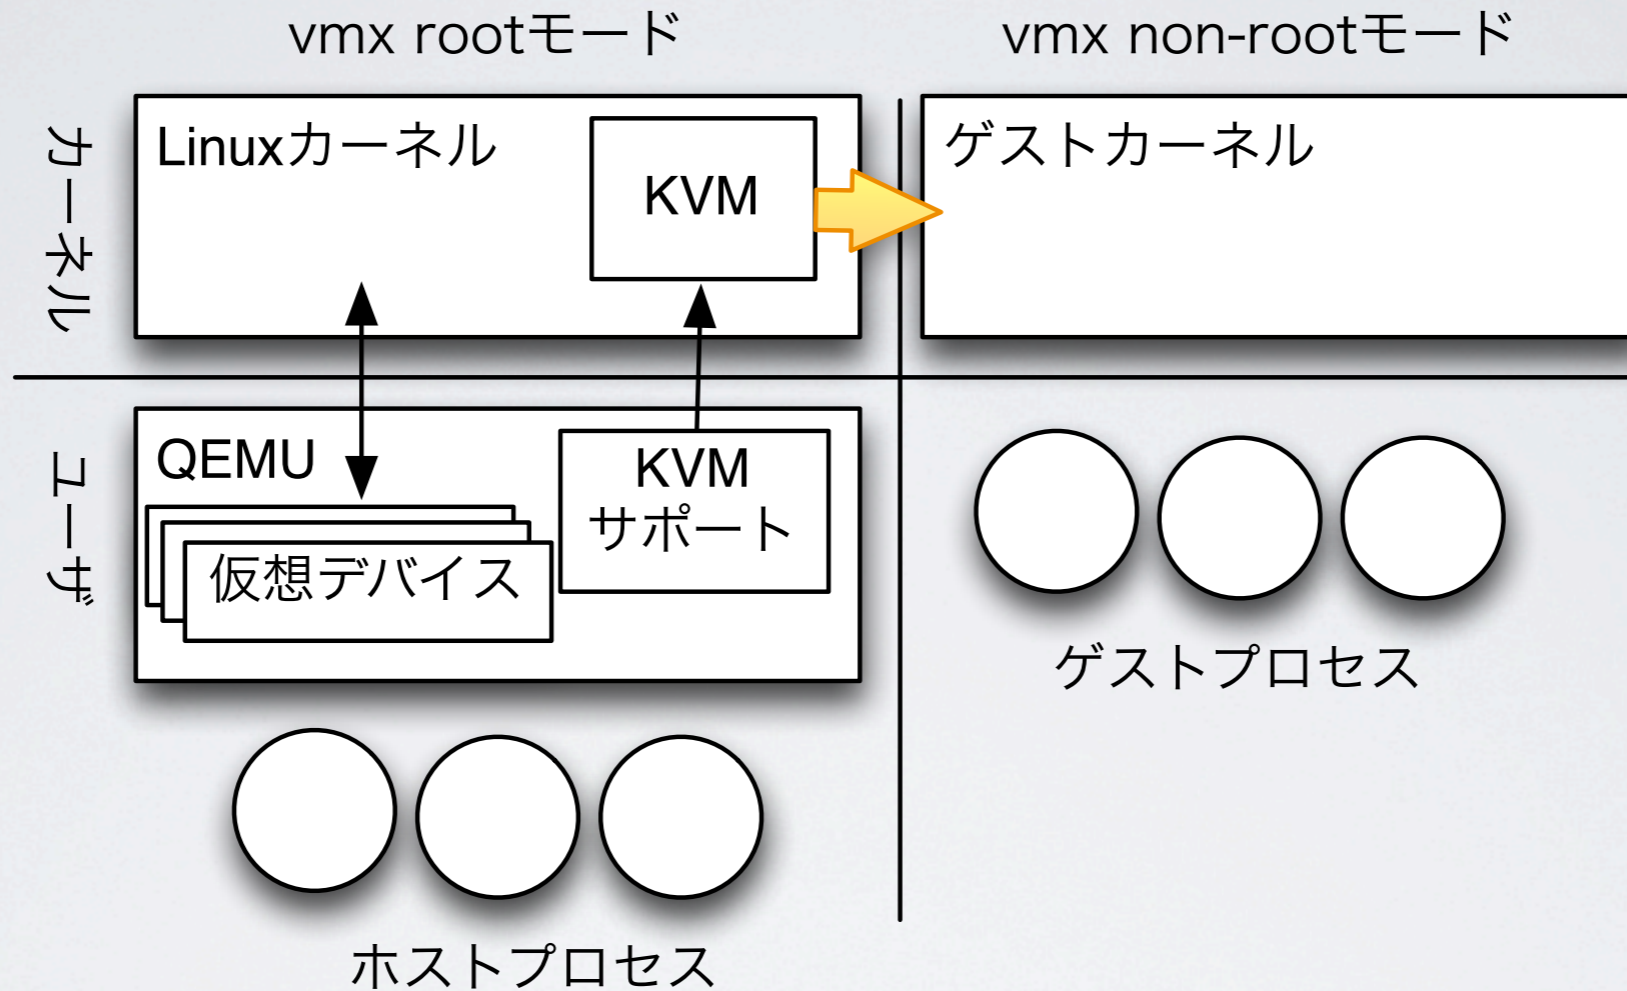 vmx rootモード
vmx non-rootモード
カーネル
Linuxカーネル
KVM
ゲストカーネル
ユーザ
QEMU
KVM
サポート
仮想デバイス
ゲストプロセス
ホストプロセス